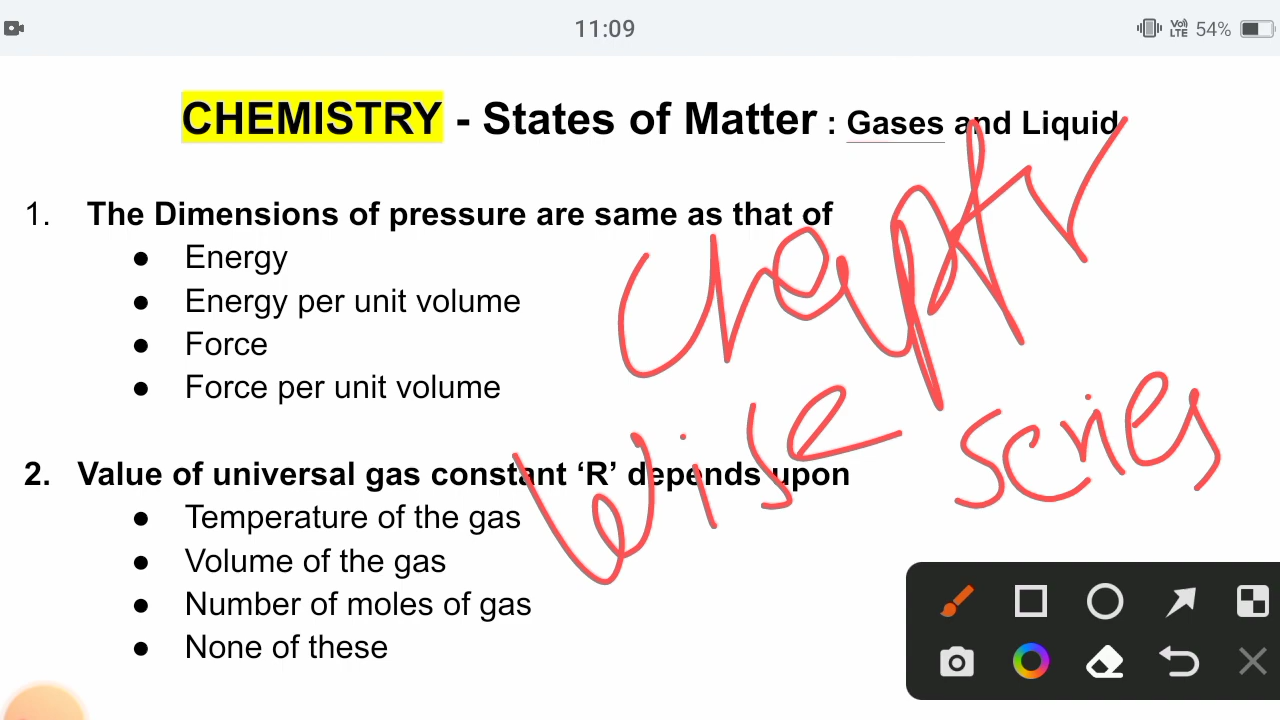 11:09 Vol) LTE 54%
CHEMISTRY - States of Matter : Gases and Liquid
1. The Dimensions of pressure are same as that of
● Energy
● Energy per unit volume
● Force
● Force per unit volume
Chapter
wise series
2. Value of universal gas constant ‘R’ depends upon
● Temperature of the gas
● Volume of the gas
● Number of moles of gas
● None of these